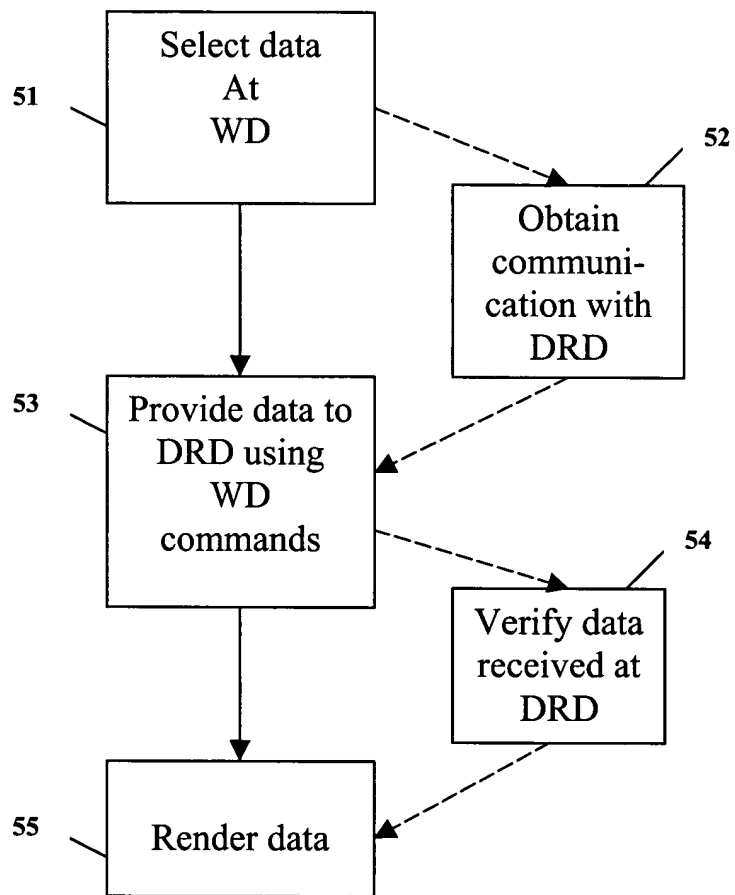 51
Select data
At
WD
52
Obtain
communi-
cation with
DRD
53
Provide data to
DRD using
WD
commands
54
Verify data
received at
DRD
55
Render data